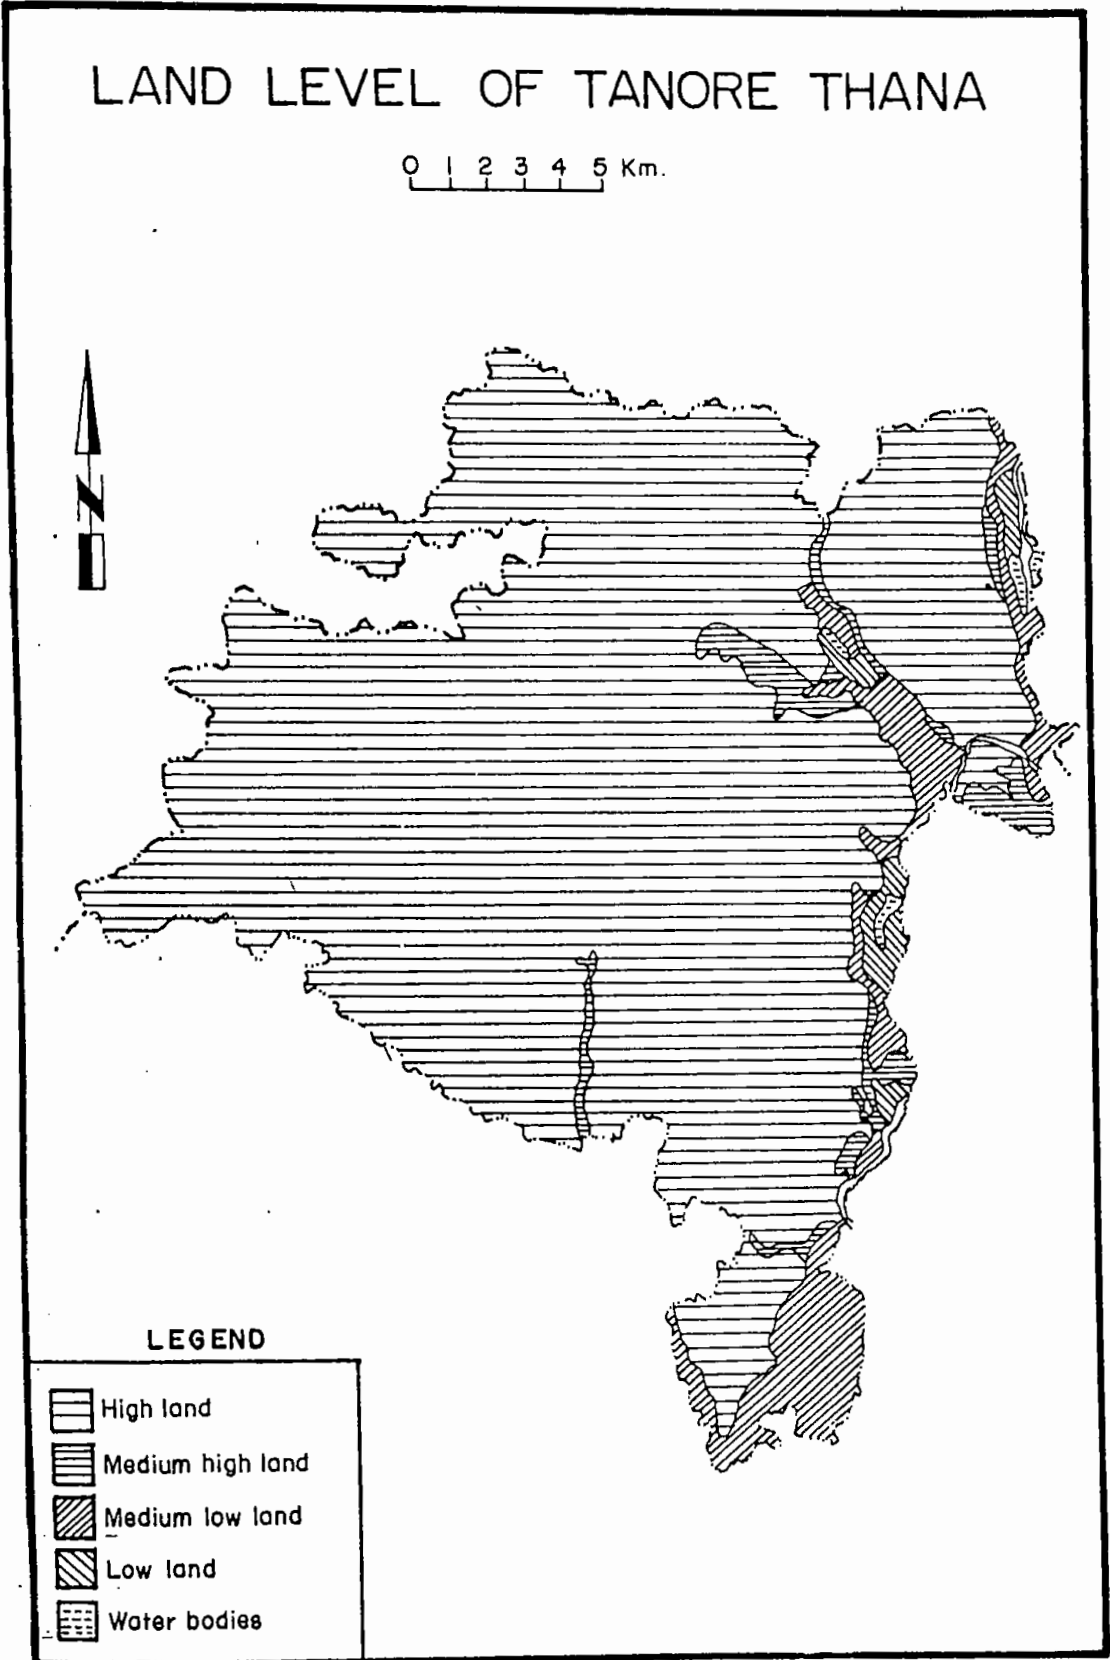 LAND LEVEL OF TANORE THANA
0 1 2 3 4 5 Km.
N
LEGEND
High land
Medium high land
Medium low land
Low land
Water bodies